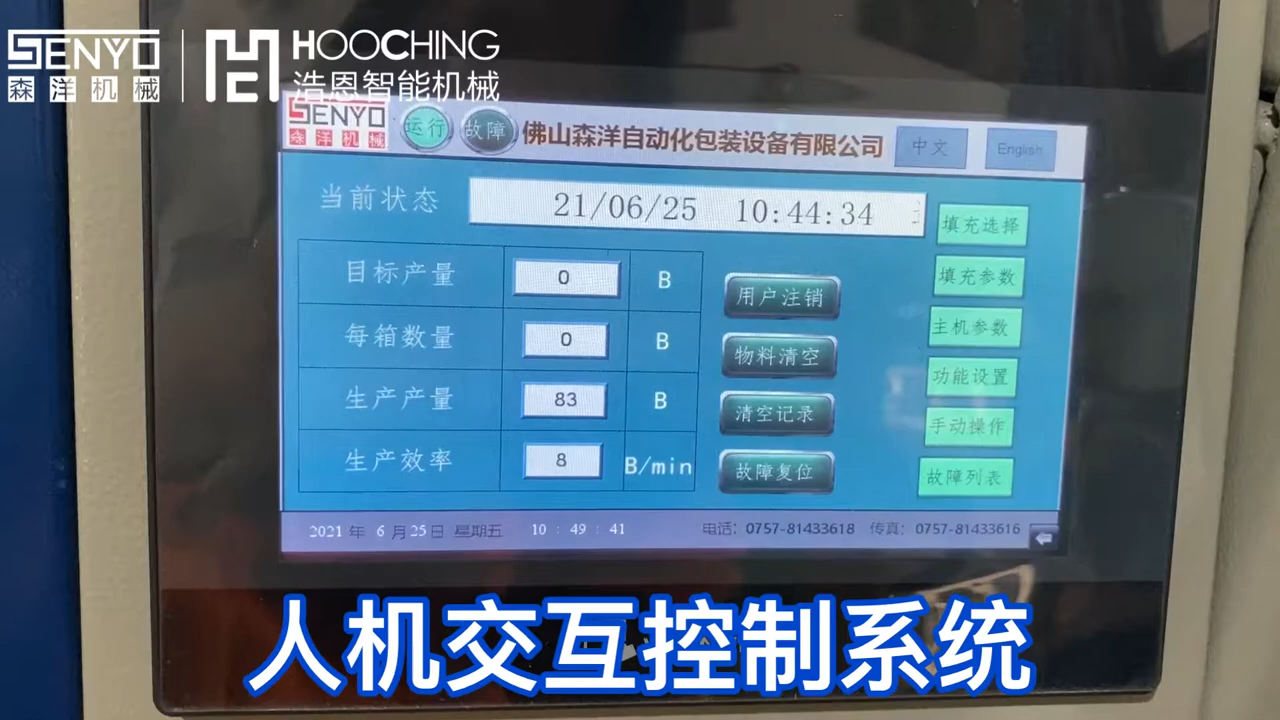 SENYO
森洋机械
HOOCHING
浩恩智能机械
SENYO
森洋机械
运行
故障
佛山森洋自动化包装设备有限公司
中文
English
当前状态
21/06/25 10:44:34
填充选择
目标产量 0 B
用户注销
填充参数
每箱数量 0 B
物料清空
主机参数
生产产量 83 B
清空记录
功能设置
手动操作
生产效率 8 B/min
故障复位
故障列表
2021 年 6 月 25 日 星期五 10 : 49 : 41
电话: 0757-81433618 传真: 0757-81433616
人机交互控制系统